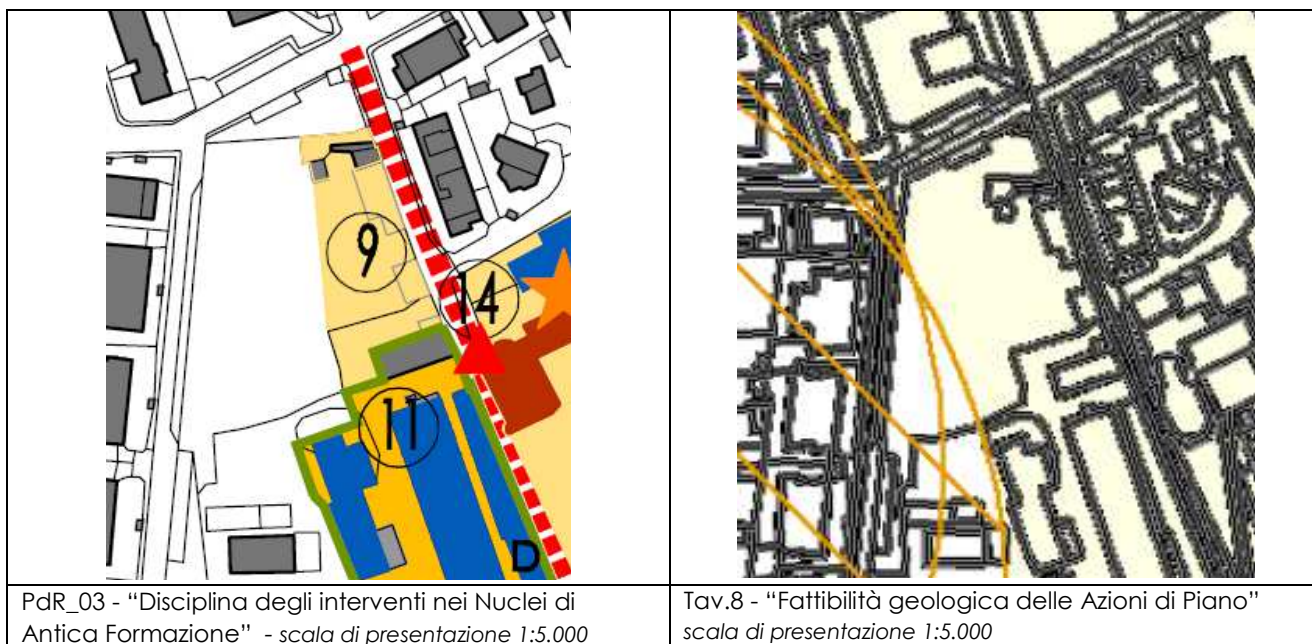 9
14
11
D
PdR_03 - “Disciplina degli interventi nei Nuclei di
Antica Formazione” - scala di presentazione 1:5.000
Tav.8 - “Fattibilità geologica delle Azioni di Piano”
scala di presentazione 1:5.000